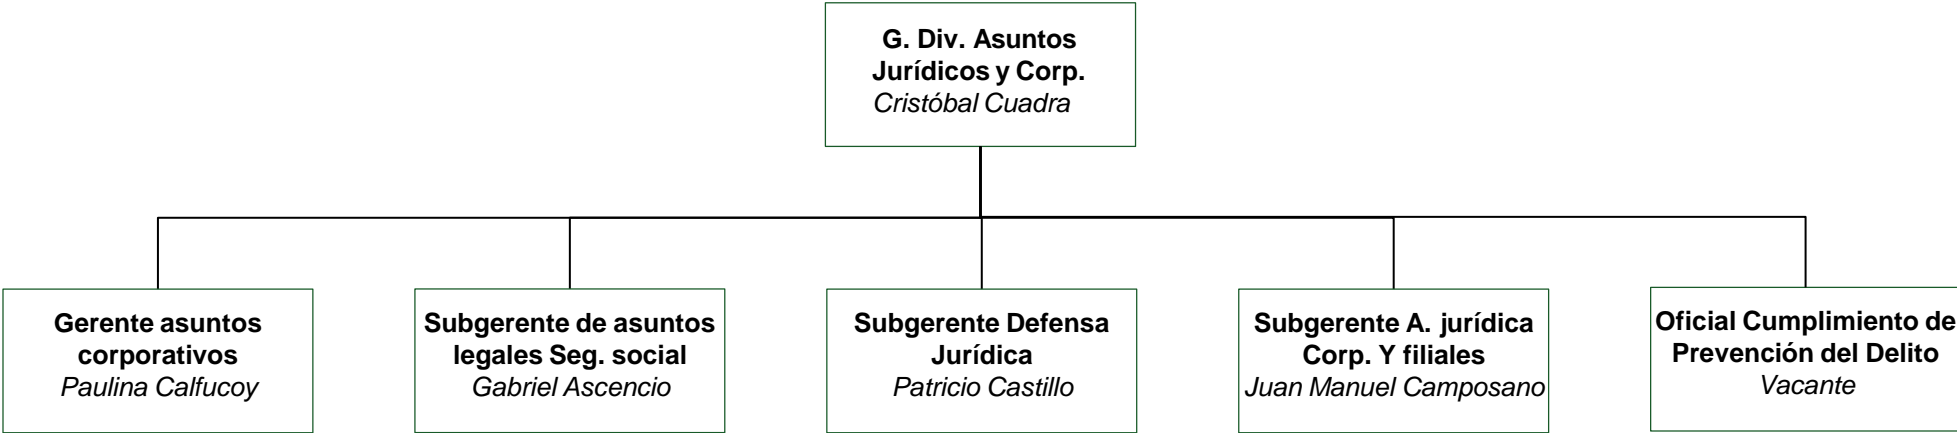 G. Div. Asuntos
Jurídicos y Corp.
Cristóbal Cuadra
Gerente asuntos
corporativos
Paulina Calfucoy
Subgerente de asuntos
legales Seg. social
Gabriel Ascencio
Subgerente Defensa
Jurídica
Patricio Castillo
Subgerente A. jurídica
Corp. Y filiales
Juan Manuel Camposano
Oficial Cumplimiento de
Prevención del Delito
Vacante